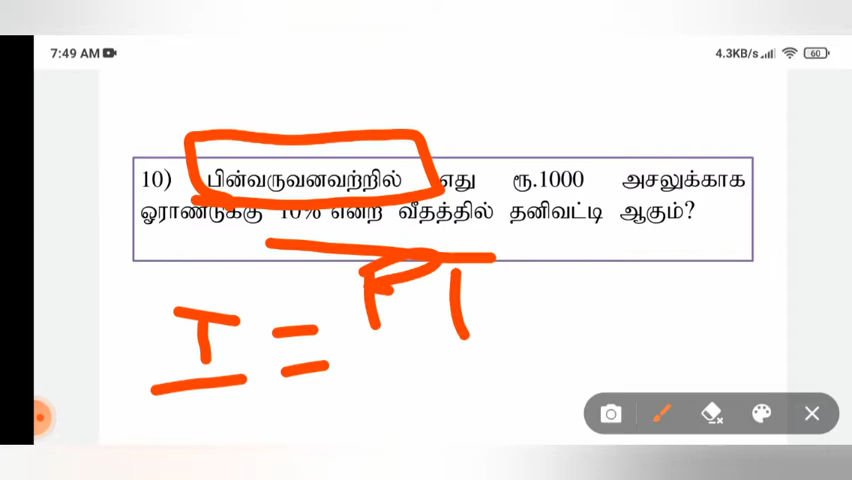 7:49 AM 4.3KB/s 60
10) பின்வருவனவற்றில் எது ரூ.1000 அசலுக்காக
ஓராண்டுக்கு 10% என்ற வீதத்தில் தனிவட்டி ஆகும்?
I = P